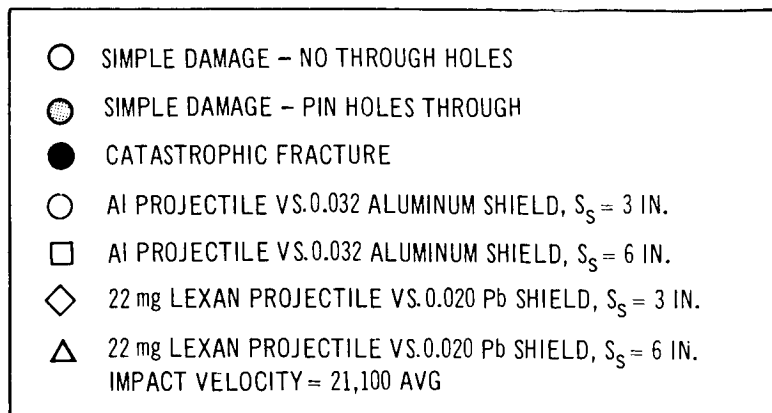 SIMPLE DAMAGE – NO THROUGH HOLES
SIMPLE DAMAGE – PIN HOLES THROUGH
CATASTROPHIC FRACTURE
Al PROJECTILE VS.0.032 ALUMINUM SHIELD, Ss = 3 IN.
Al PROJECTILE VS.0.032 ALUMINUM SHIELD, Ss = 6 IN.
22 mg LEXAN PROJECTILE VS.0.020 Pb SHIELD, Ss = 3 IN.
22 mg LEXAN PROJECTILE VS.0.020 Pb SHIELD, Ss = 6 IN.
IMPACT VELOCITY = 21,100 AVG